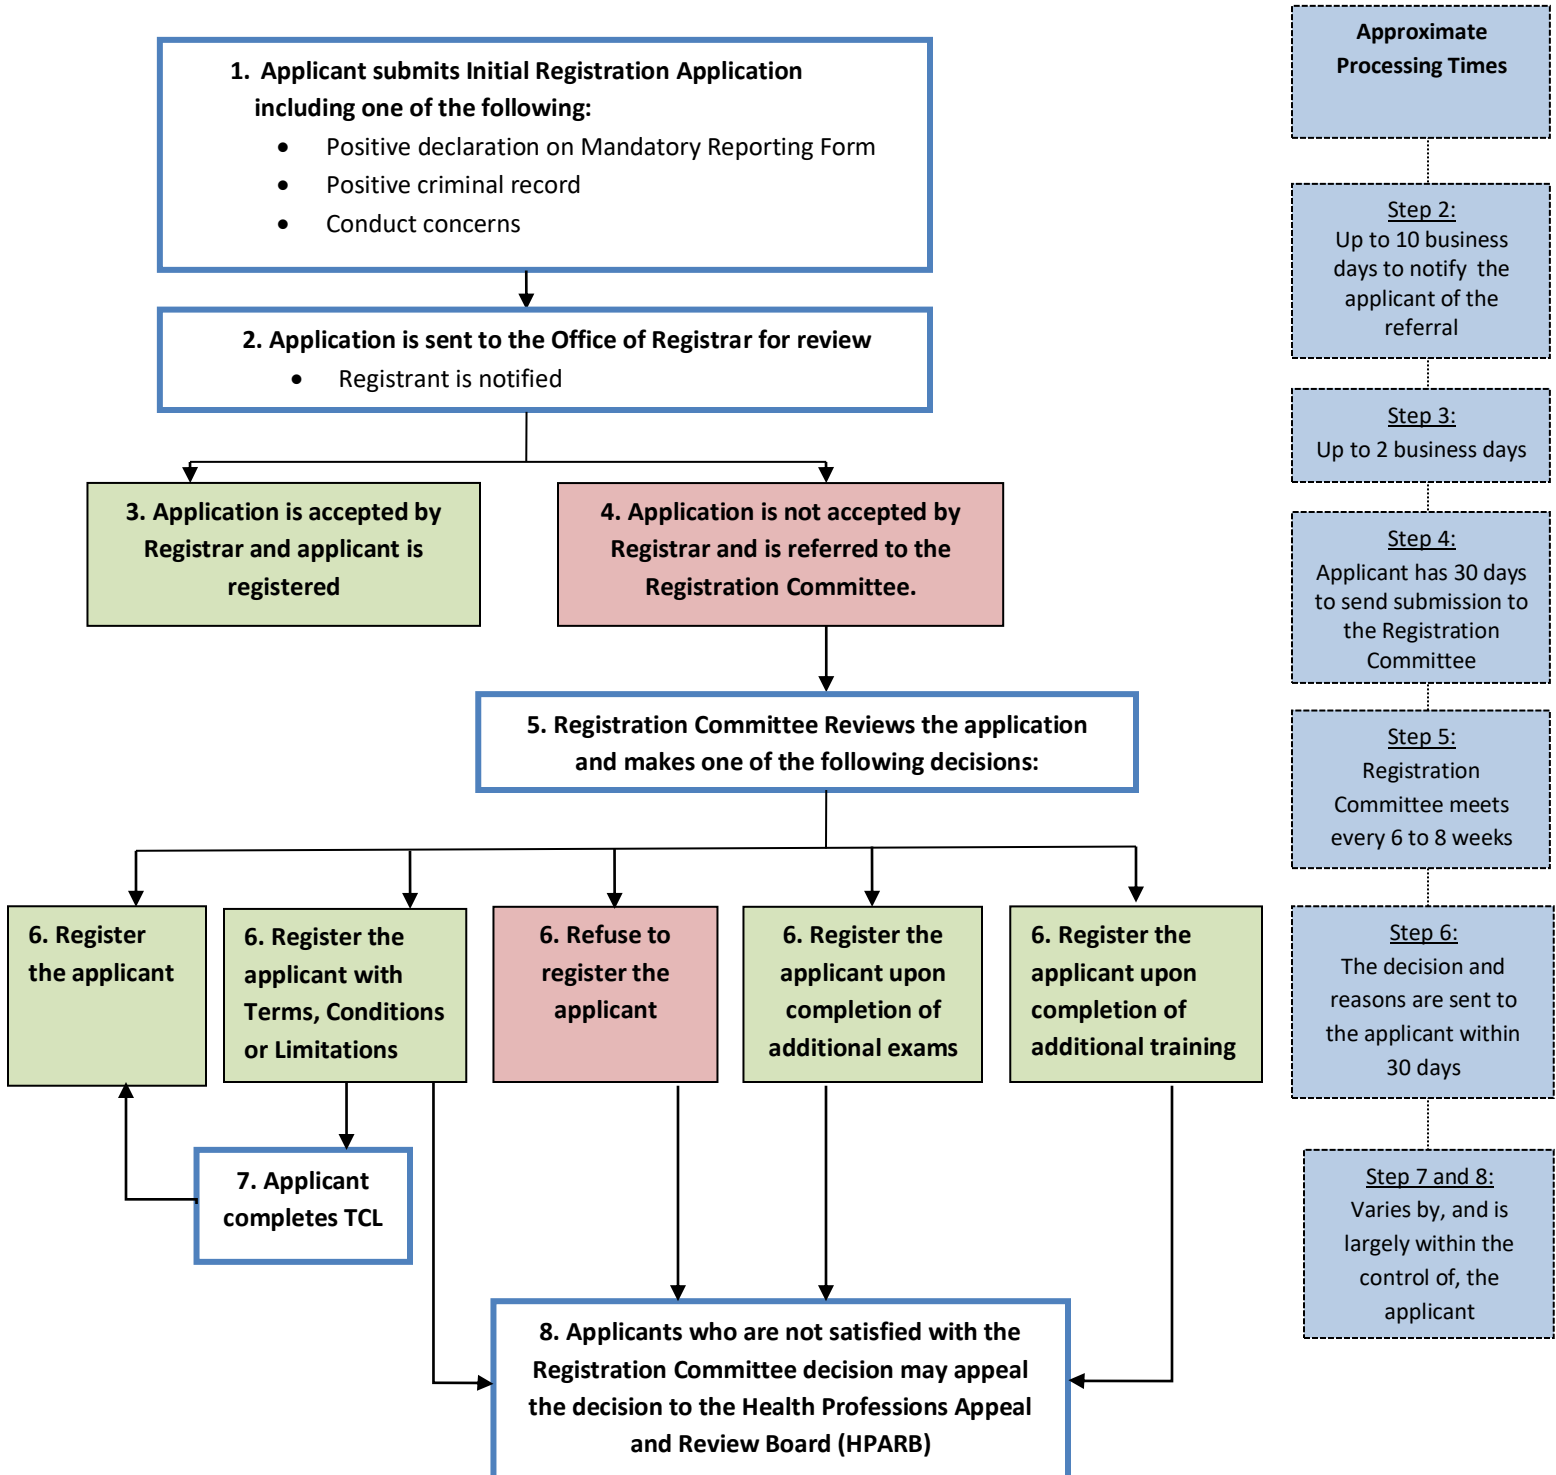 1. Applicant submits Initial Registration Application
including one of the following:
• Positive declaration on Mandatory Reporting Form
• Positive criminal record
• Conduct concerns
2. Application is sent to the Office of Registrar for review
• Registrant is notified
3. Application is accepted by
Registrar and applicant is
registered
4. Application is not accepted by
Registrar and is referred to the
Registration Committee.
5. Registration Committee Reviews the application
and makes one of the following decisions:
6. Register
the applicant
6. Register the
applicant with
Terms, Conditions
or Limitations
6. Refuse to
register the
applicant
6. Register the
applicant upon
completion of
additional exams
6. Register the
applicant upon
completion of
additional training
7. Applicant
completes TCL
8. Applicants who are not satisfied with the
Registration Committee decision may appeal
the decision to the Health Professions Appeal
and Review Board (HPARB)
Approximate
Processing Times
Step 2:
Up to 10 business
days to notify the
applicant of the
referral
Step 3:
Up to 2 business days
Step 4:
Applicant has 30 days
to send submission to
the Registration
Committee
Step 5:
Registration
Committee meets
every 6 to 8 weeks
Step 6:
The decision and
reasons are sent to
the applicant within
30 days
Step 7 and 8:
Varies by, and is
largely within the
control of, the
applicant